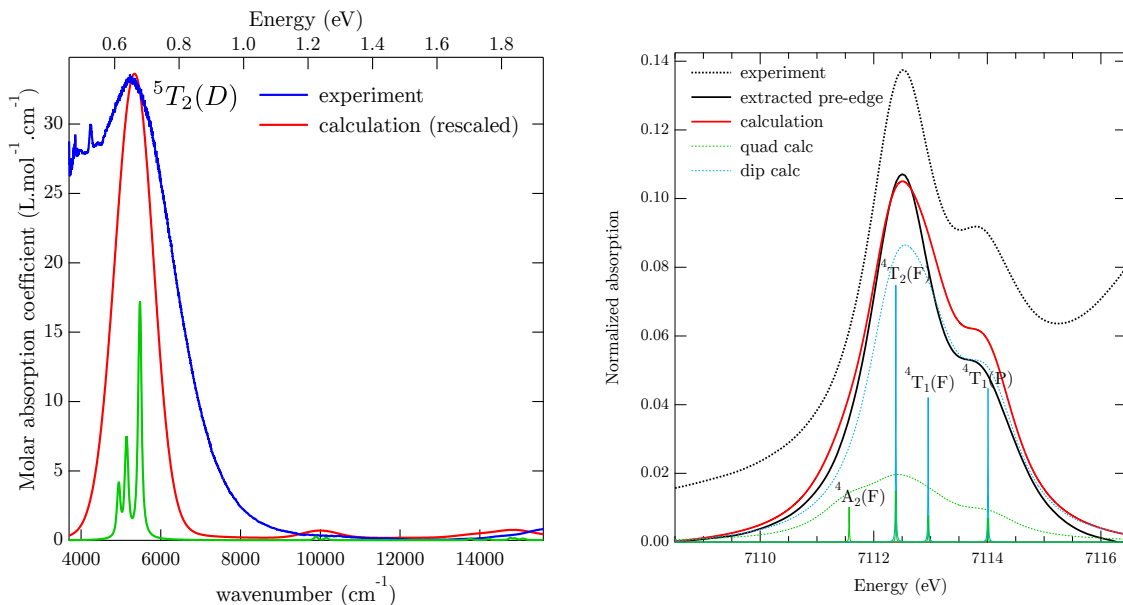 Energy (eV)
0.6 0.8 1.0 1.2 1.4 1.6 1.8
⁵T₂(D)
experiment
calculation (rescaled)
Molar absorption coefficient (L.mol⁻¹.cm⁻¹)
30
25
20
15
10
5
0
4000 6000 8000 10000 12000 14000
wavenumber (cm⁻¹)
experiment
extracted pre-edge
calculation
quad calc
dip calc
Normalized absorption
0.14
0.12
0.10
0.08
0.06
0.04
0.02
0.00
⁴T₂(F)
⁴T₁(F)
⁴T₁(P)
⁴A₂(F)
7110 7112 7114 7116
Energy (eV)